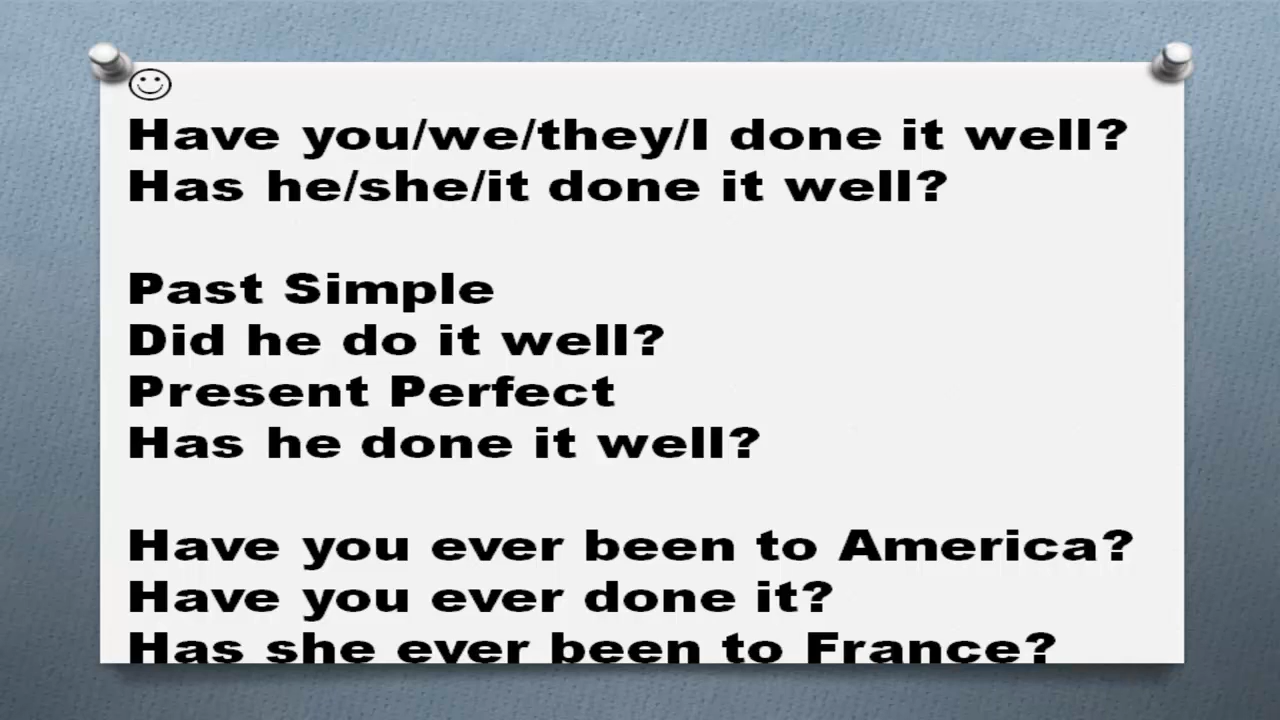 Have you/we/they/I done it well?
Has he/she/it done it well?
Past Simple
Did he do it well?
Present Perfect
Has he done it well?
Have you ever been to America?
Have you ever done it?
Has she ever been to France?